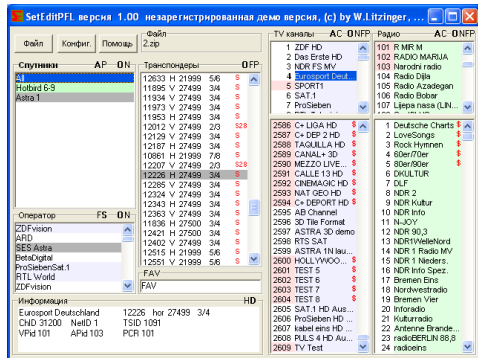 SetEditPFL версия 1.00 незарегистрированная демо версия, (c) by W.Litzinger, ...
Файл Конфиг. Помощь
Файл
2.zip
Спутники AP - ON
All
Hotbird 6-9
Astra 1
Транспондеры OFP
12633 H 21999 5/6 S
11895 V 27499 3/4 S
11934 V 27499 3/4 S
11973 V 27499 3/4 S
11953 H 27499 3/4 S
12012 V 27499 2/3 S28
12129 V 27499 3/4 S
12187 H 27499 3/4 S
10861 H 21999 7/8 S
12207 V 27499 2/3 S28
12226 H 27499 3/4 S
12285 V 27499 3/4 S
12324 V 27499 3/4 S
12343 H 27499 3/4 S
12363 V 27499 3/4 S
11836 H 27500 3/4 S
12421 H 27500 3/4 S
12402 V 27499 3/4 S
12515 H 21999 5/6 S
12551 V 21999 5/6 S
Оператор FS - ON
ZDFvision
ARD
SES Astra
BetaDigital
ProSiebenSat.1
RTL World
ZDFvision
FAV
FAV
Информация HD -
Eurosport Deutschland 12226 hor 27499 3/4
CND 31200 NetID 1 TSID 1091
VPid 101 APid 103 PCR 101
TV каналы AC - ONFP
1 ZDF HD
2 Das Erste HD
3 NDR FS MV
4 Eurosport Deut...
5 SPORT1
6 SAT.1
7 ProSieben
2586 C+ LIGA HD $
2587 C+ DEP 2 HD $
2588 TAQUILLA HD $
2589 CANAL+ 3D $
2590 MEZZO LIVE... $
2591 CALLE 13 HD $
2592 CINEMAGIC HD $
2593 NAT GEO HD $
2594 C+ DEPORT HD $
2595 AB Channel
2596 3D Tile Format
2597 ASTRA 3D demo
2598 RTS SAT
2599 ASTRA 1N lau...
2600 HOLLYWOO... $
2601 TEST 5 $
2602 TEST 6 $
2603 TEST 7 $
2604 TEST 8 $
2605 SAT.1 HD Aus...
2606 ProSieben HD ...
2607 kabel eins HD ...
2608 PULS 4 HD Au...
2609 TV Test
Радио AC - ONFP
101 R MIR M
102 RADIO MARIJA
103 Narodni radio
104 Radio Dijla
105 Radio Azadegan
106 Radio Bobar
107 Lijepa nasa (LIN...
1 Deutsche Charts $
2 LoveSongs $
3 Rock Hymnen $
4 60er/70er $
5 80er/90er $
6 DKULTUR
7 DLF
8 NDR 2
9 NDR Kultur
10 NDR Info
11 N-JOY
12 NDR 90,3
13 NDR1WelleNord
14 NDR 1 Radio MV
15 NDR 1 Nieders.
16 NDR Info Spez.
17 Bremen Eins
18 Nordwestradio
19 Bremen Vier
20 Inforadio
21 Kulturradio
22 Antenne Brande...
23 radioBERLIN 88,8
24 radioeins